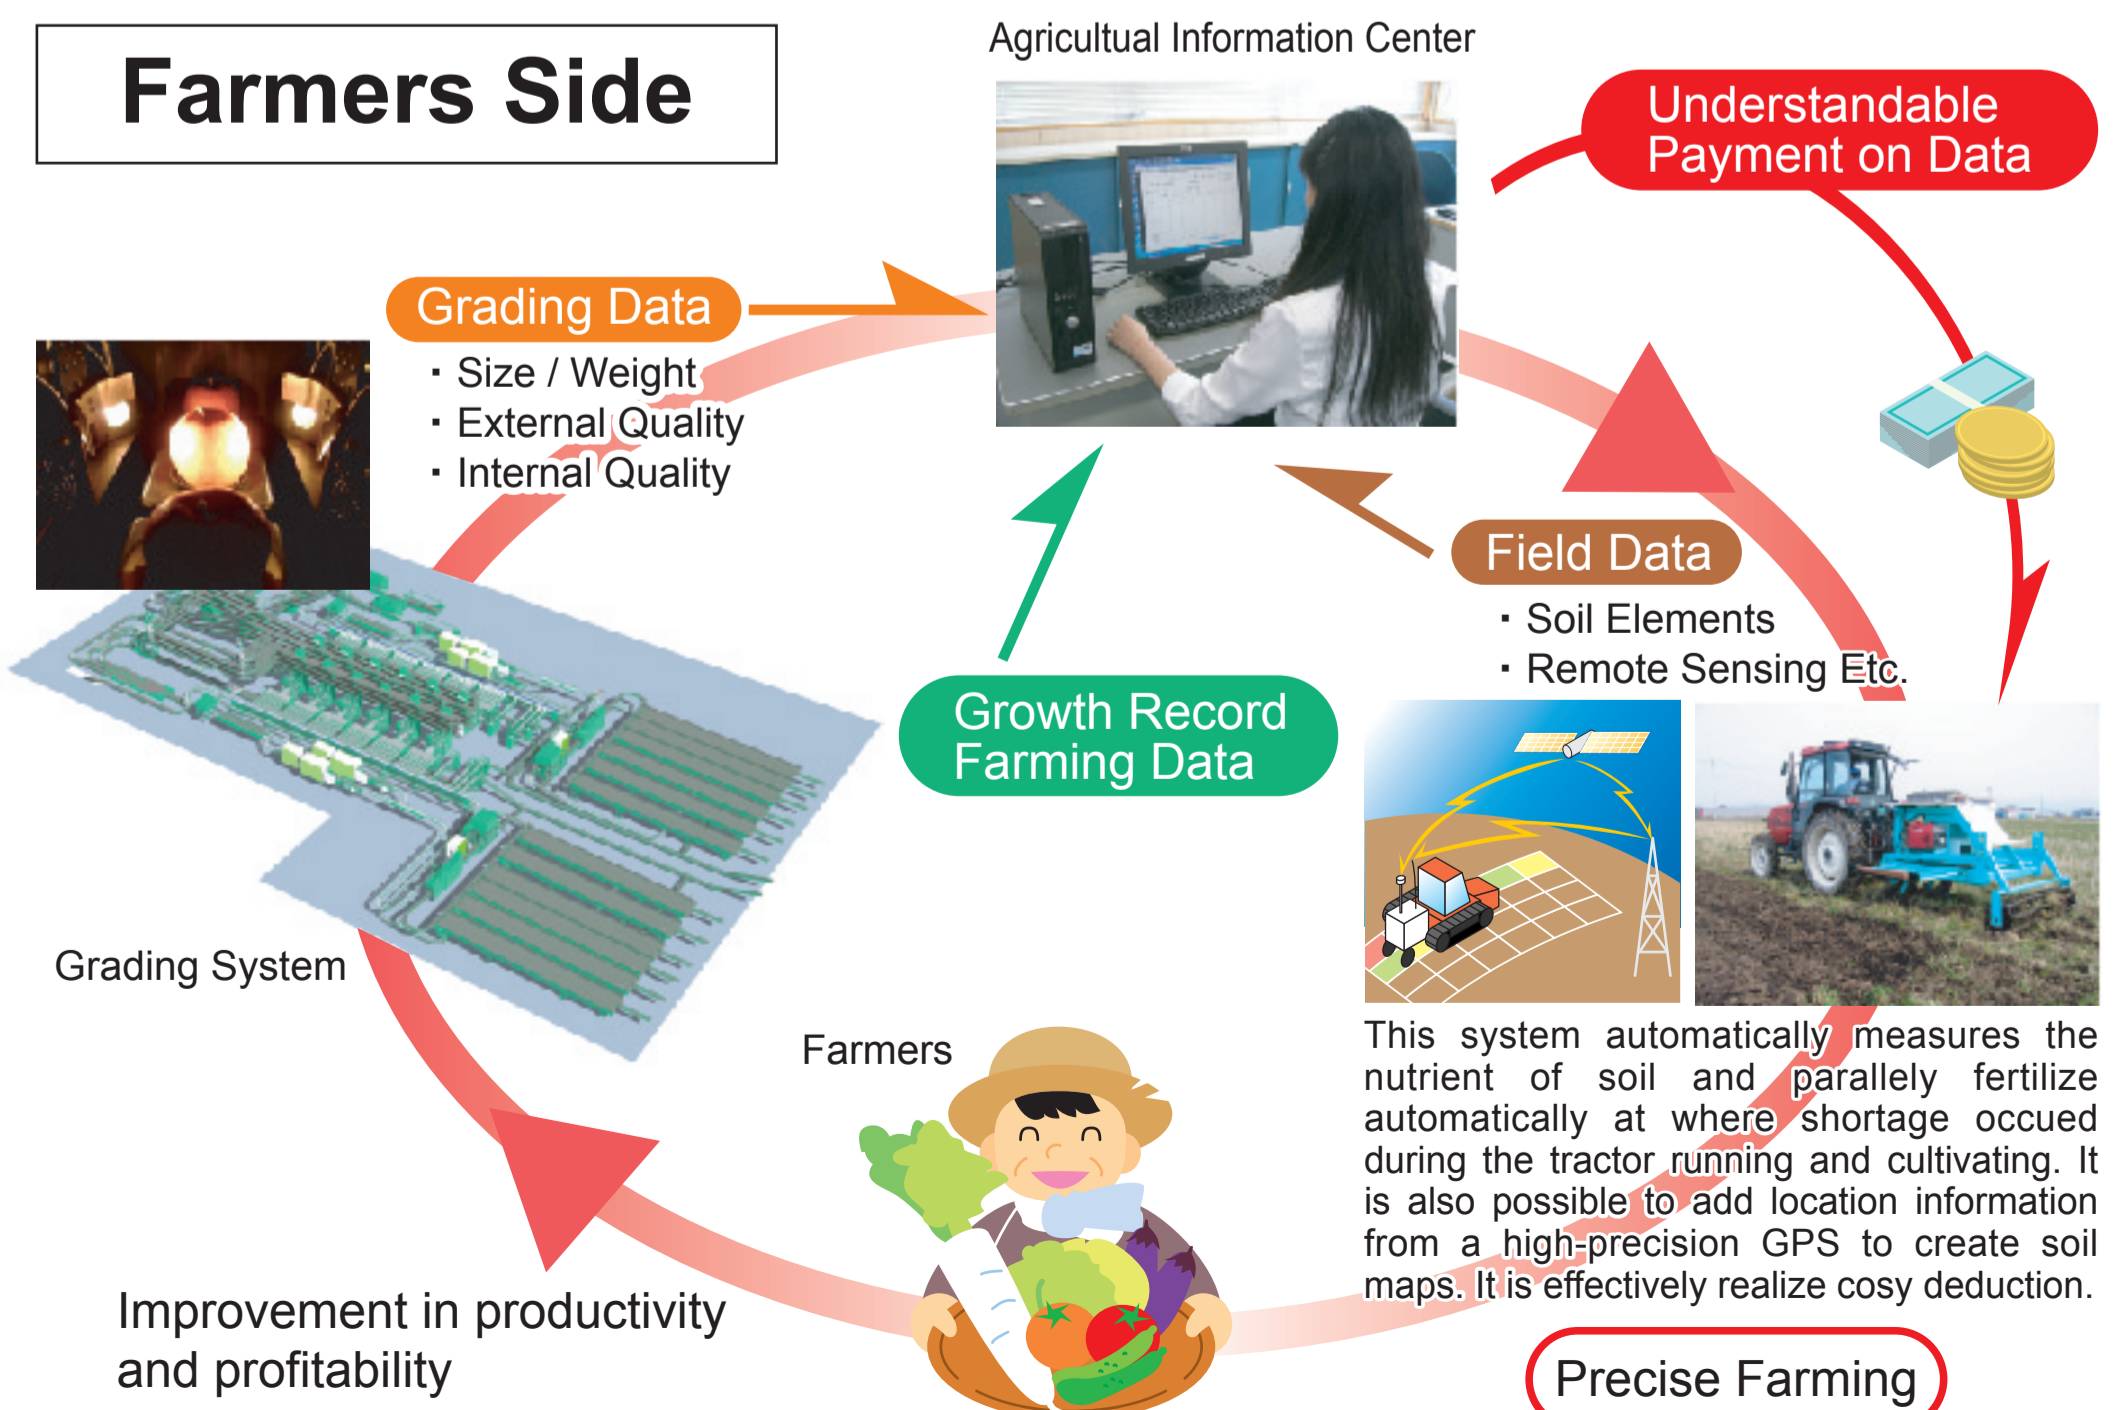 Farmers Side
Agricultual Information Center
Understandable
Payment on Data
Grading Data
・Size / Weight
・External Quality
・Internal Quality
Field Data
・Soil Elements
・Remote Sensing Etc.
Growth Record
Farming Data
Grading System
Farmers
This system automatically measures the
nutrient of soil and parallely fertilize
automatically at where shortage occued
during the tractor running and cultivating. It
is also possible to add location information
from a high-precision GPS to create soil
maps. It is effectively realize cosy deduction.
Improvement in productivity
and profitability
Precise Farming